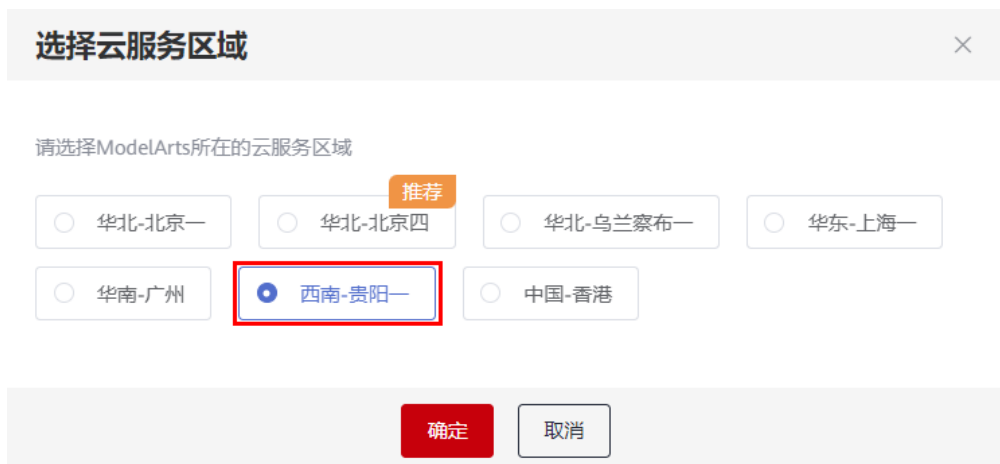 选择云服务区域
请选择ModelArts所在的云服务区域
推荐
华北-北京一 华北-北京四 华北-乌兰察布一 华东-上海一
华南-广州 西南-贵阳一 中国-香港
确定 取消